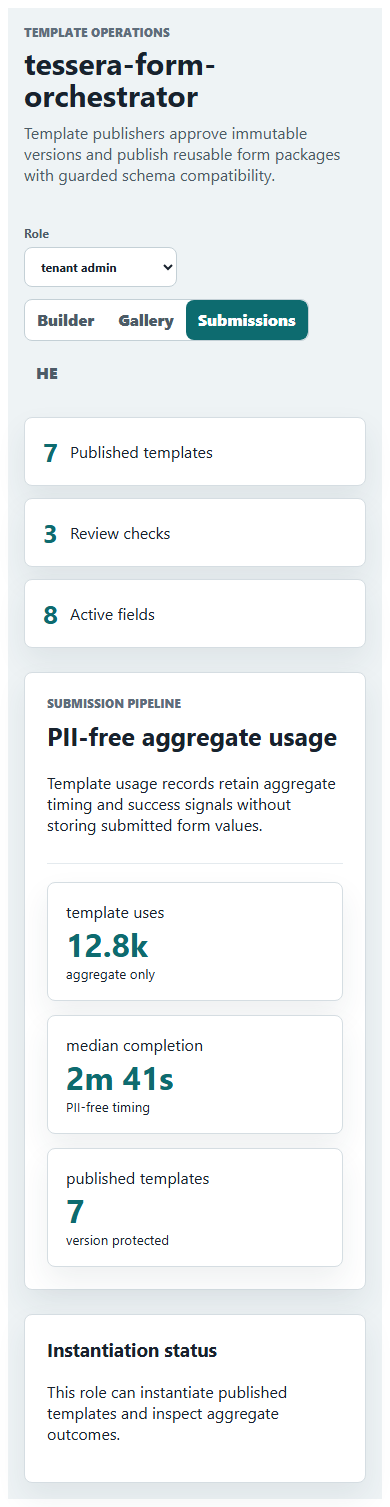 TEMPLATE OPERATIONS
tessera-form-
orchestrator
Template publishers approve immutable
versions and publish reusable form packages
with guarded schema compatibility.
Role
tenant admin
Builder Gallery Submissions
HE
7 Published templates
3 Review checks
8 Active fields
SUBMISSION PIPELINE
PII-free aggregate usage
Template usage records retain aggregate
timing and success signals without
storing submitted form values.
template uses
12.8k
aggregate only
median completion
2m 41s
PII-free timing
published templates
7
version protected
Instantiation status
This role can instantiate published
templates and inspect aggregate
outcomes.